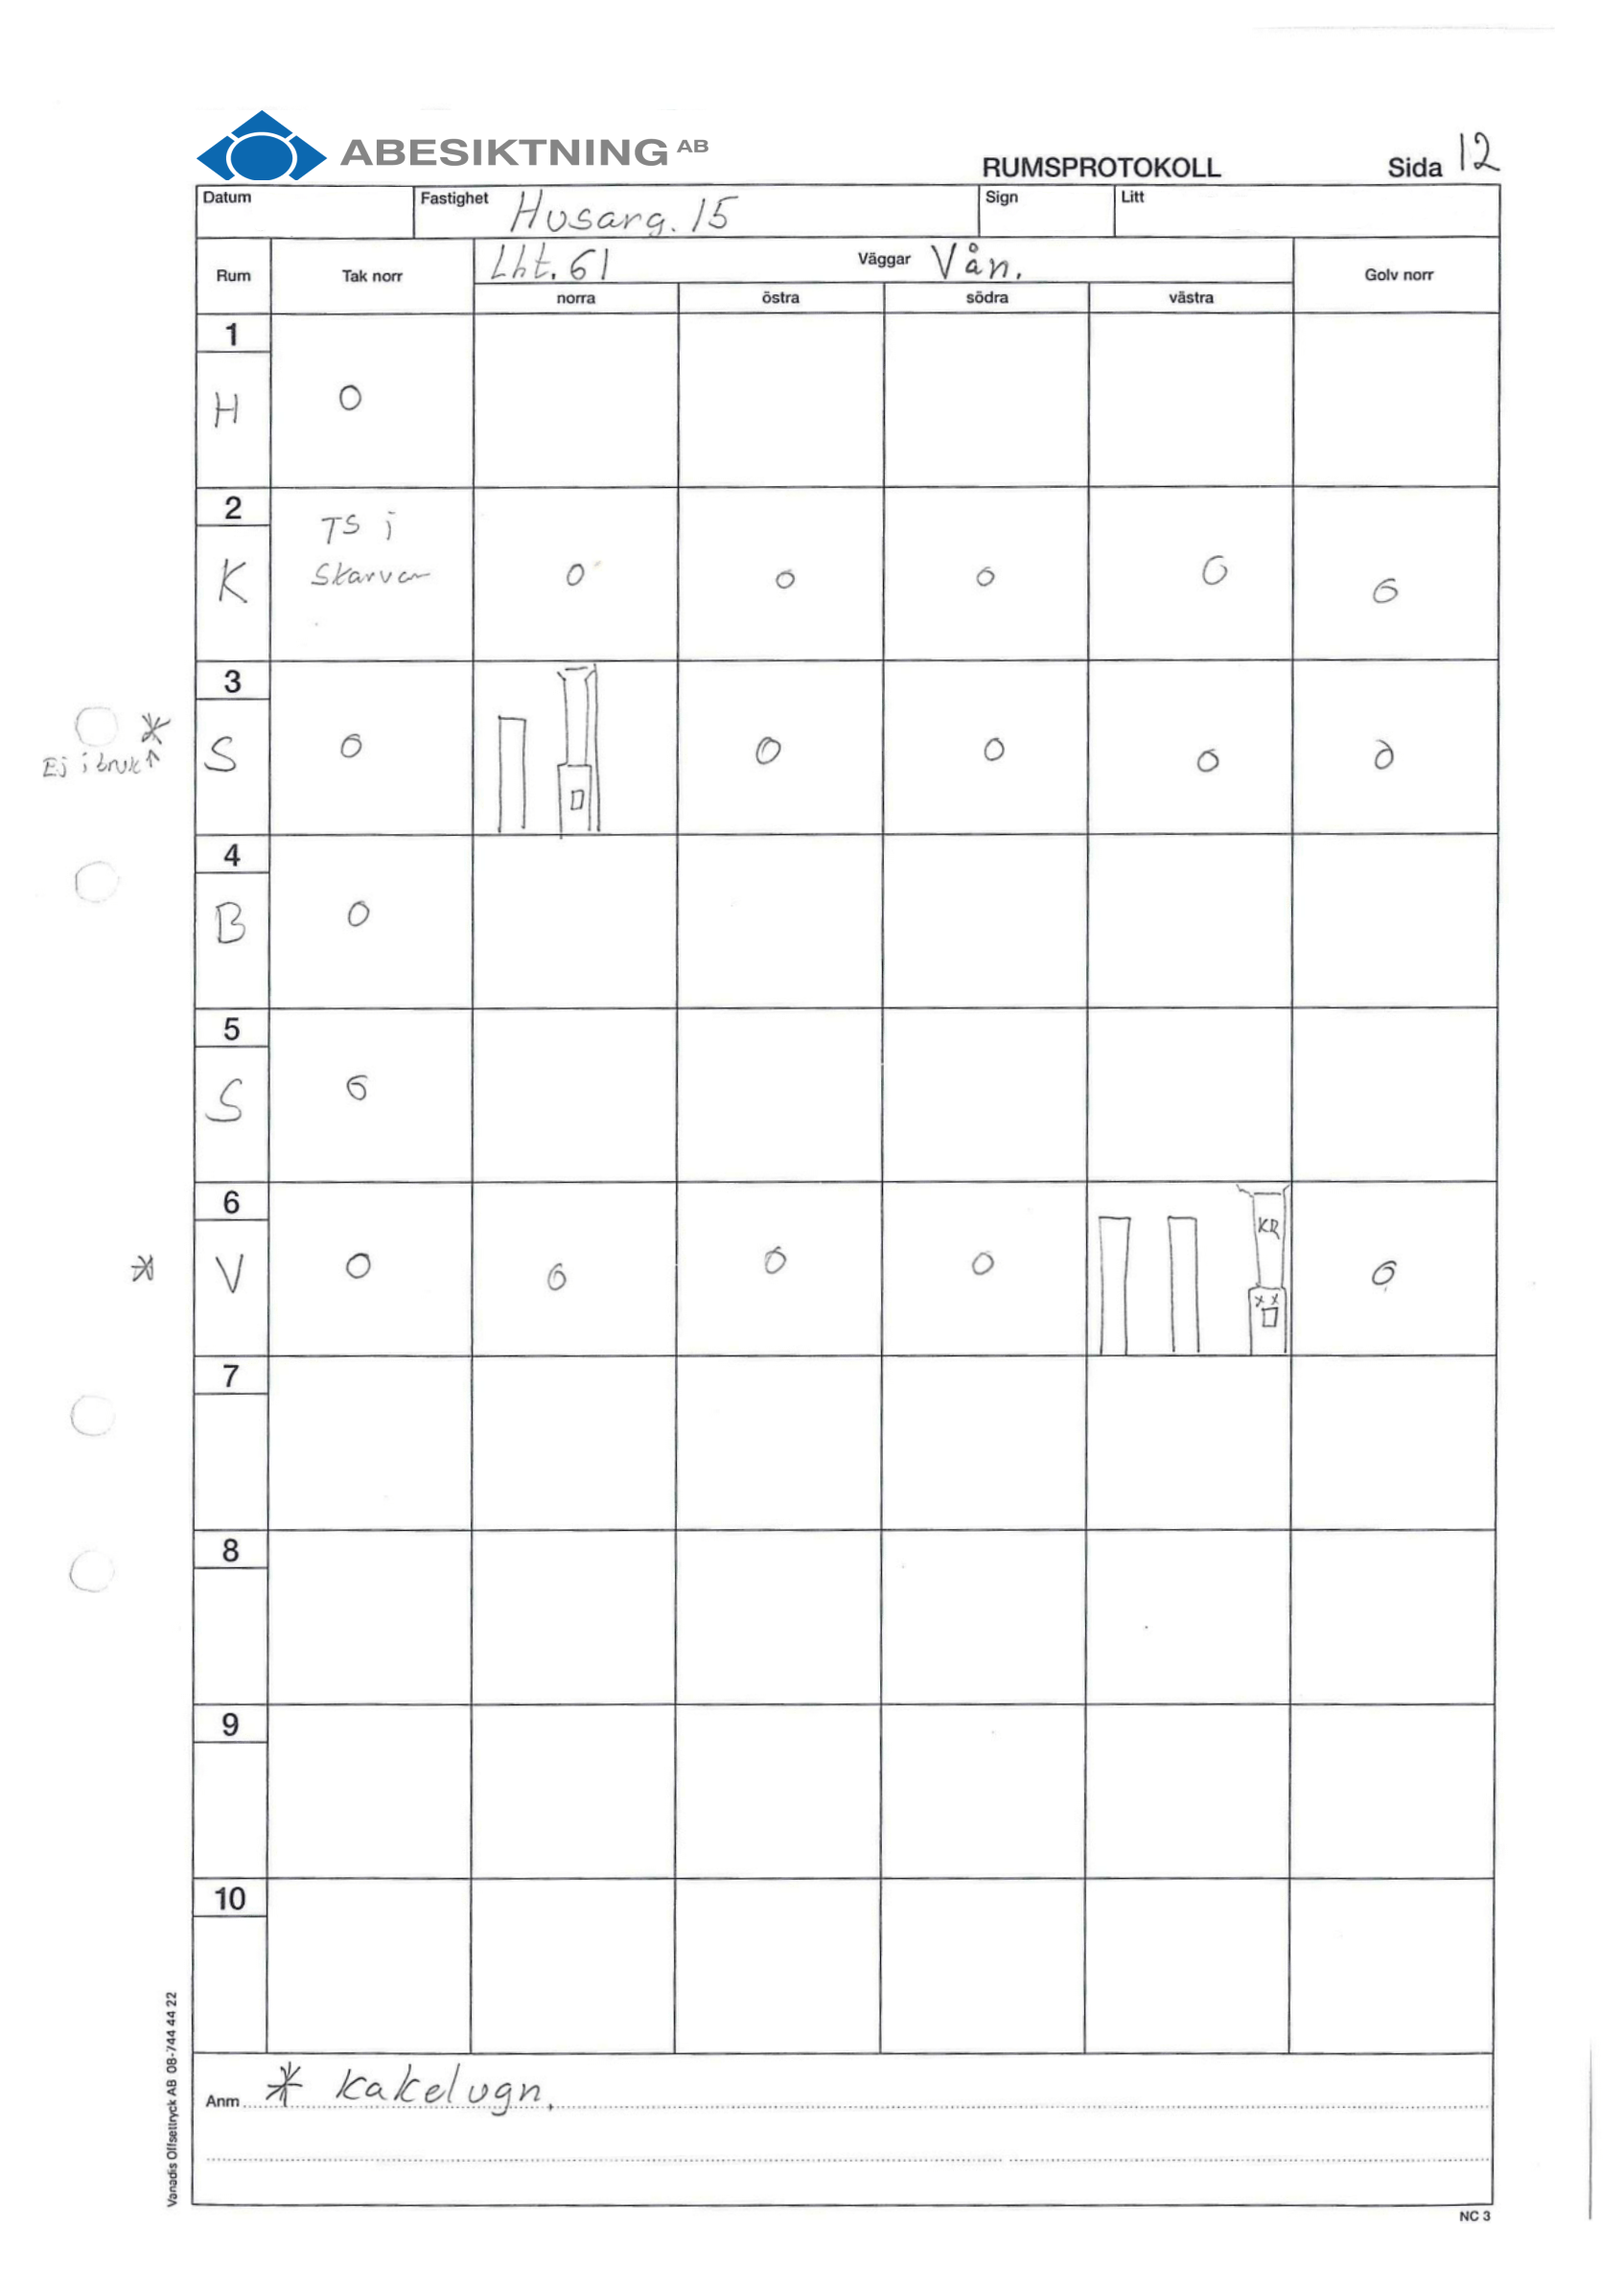 ABESIKTNING AB
RUMSPROTOKOLL Sida 12
Datum Fastighet Husarg. 15 Sign Litt
Rum Tak norr Lht. 61 Väggar Vån. Golv norr
norra östra södra västra
1
H 0
2
TS i
K Skarvar 0 0 0 0 0
3
* S 0 0 0 0 0
Ej i bruk ↑
4
B 0
5
S 0
6
KR
* V 0 0 0 0 0
x x
7
8
9
10
Anm * Kakelugn.
Vanadis Offsettryck AB 08-744 44 22
NC 3